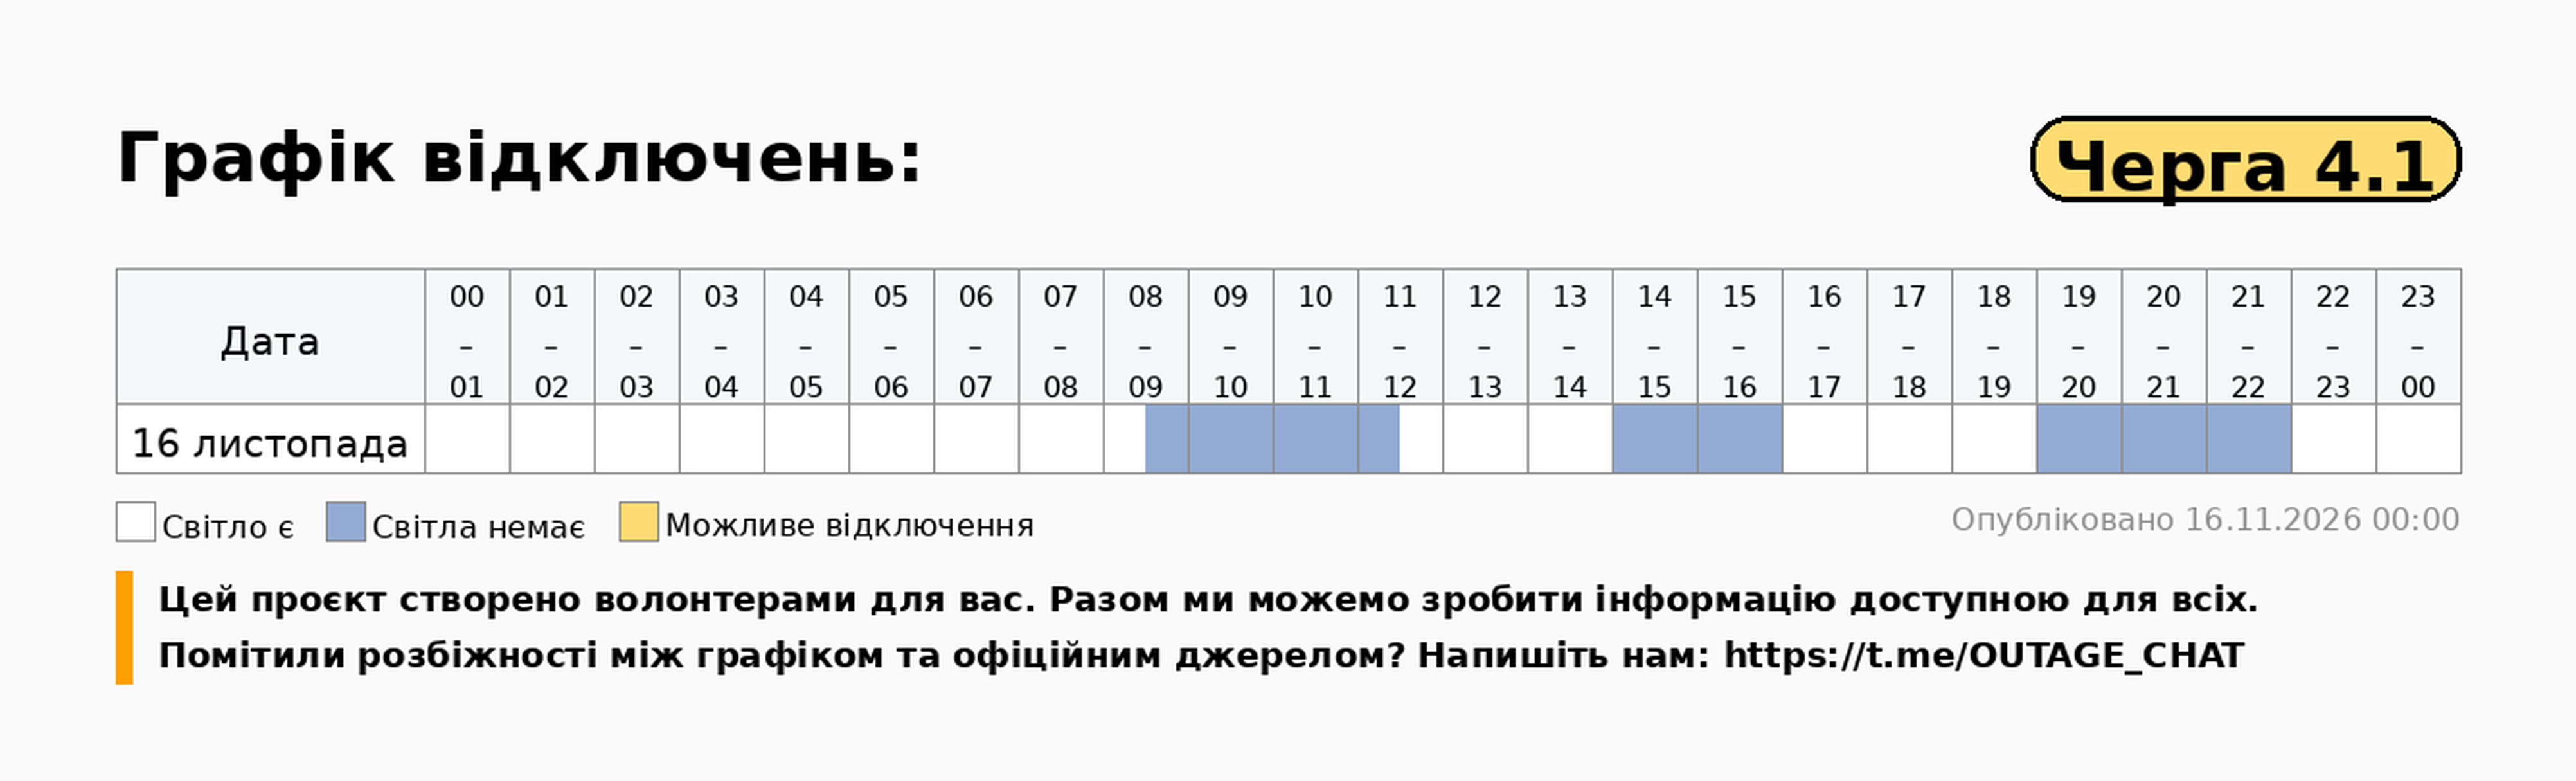 Графік відключень:
Черга 4.1
Дата 00 – 01 01 – 02 02 – 03 03 – 04 04 – 05 05 – 06 06 – 07 07 – 08 08 – 09 09 – 10 10 – 11 11 – 12 12 – 13 13 – 14 14 – 15 15 – 16 16 – 17 17 – 18 18 – 19 19 – 20 20 – 21 21 – 22 22 – 23 23 – 00
16 листопада
Світло є Світла немає Можливе відключення
Опубліковано 16.11.2026 00:00
Цей проєкт створено волонтерами для вас. Разом ми можемо зробити інформацію доступною для всіх.
Помітили розбіжності між графіком та офіційним джерелом? Напишіть нам: https://t.me/OUTAGE_CHAT